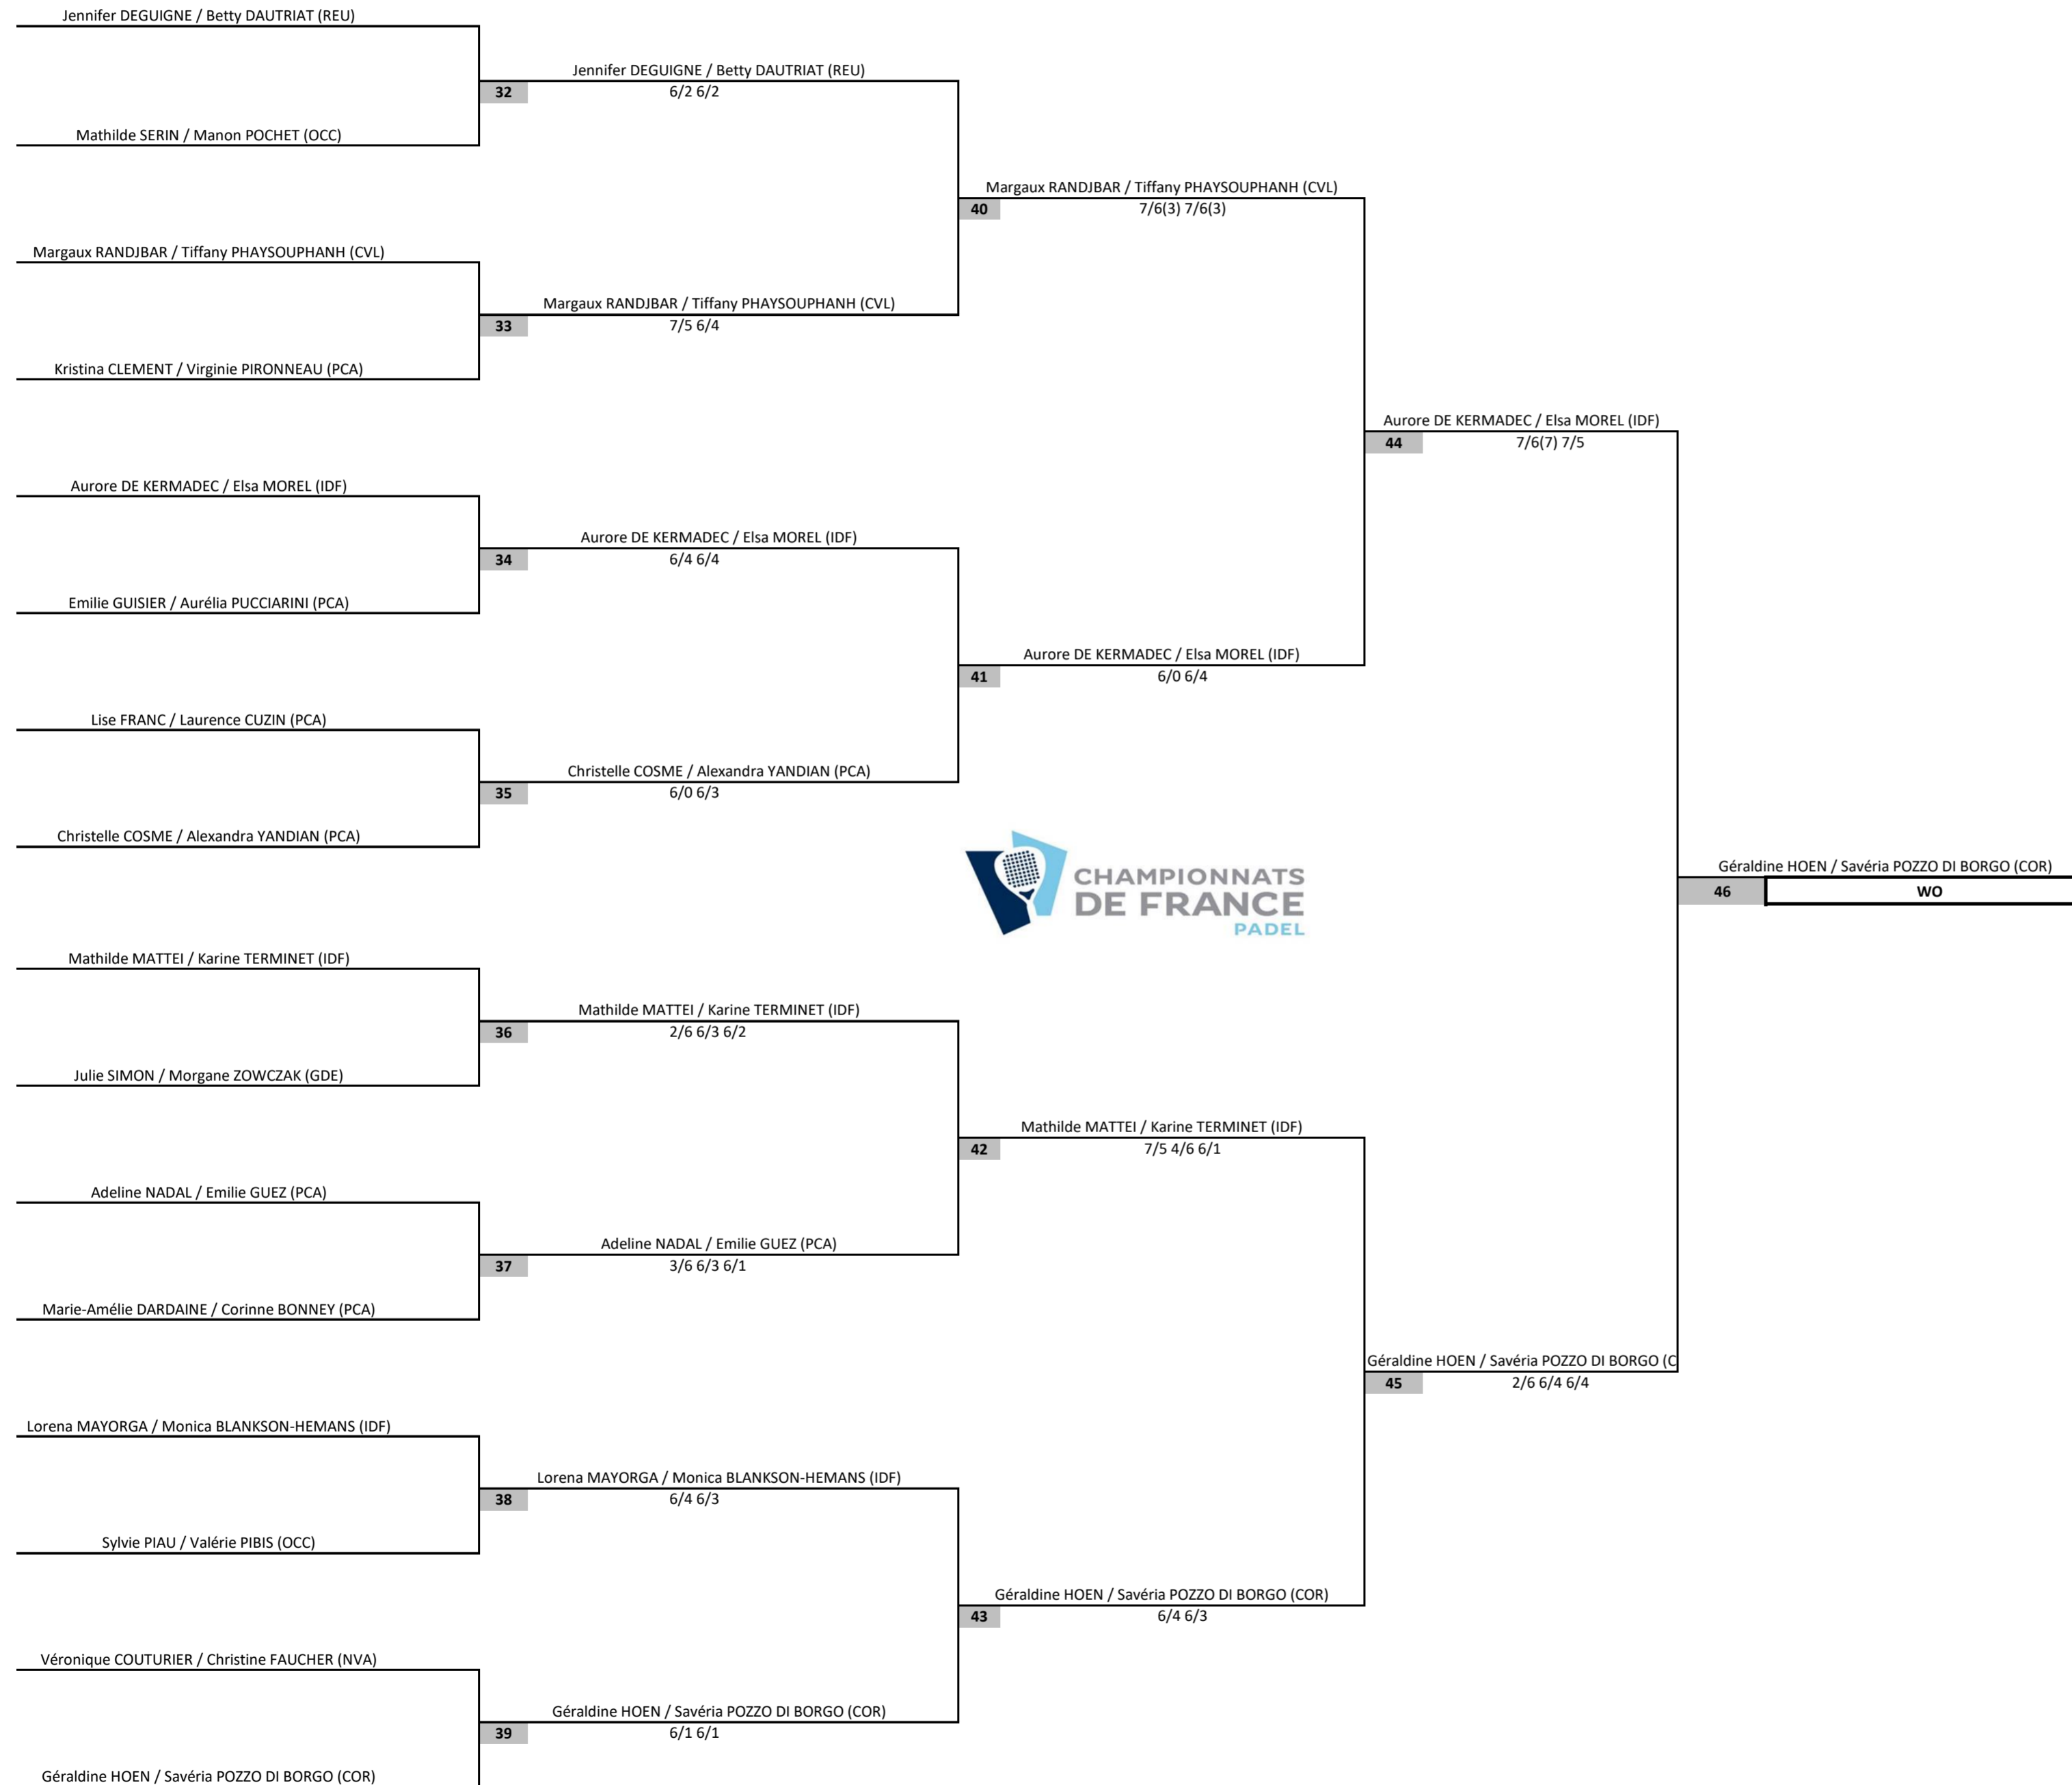 Jennifer DEGUIGNE / Betty DAUTRIAT (REU)
Jennifer DEGUIGNE / Betty DAUTRIAT (REU)
32
6/2 6/2
Mathilde SERIN / Manon POCHET (OCC)
Margaux RANDJBAR / Tiffany PHAYSOUPHANH (CVL)
40
7/6(3) 7/6(3)
Margaux RANDJBAR / Tiffany PHAYSOUPHANH (CVL)
Margaux RANDJBAR / Tiffany PHAYSOUPHANH (CVL)
33
7/5 6/4
Kristina CLEMENT / Virginie PIRONNEAU (PCA)
Aurore DE KERMADEC / Elsa MOREL (IDF)
44
7/6(7) 7/5
Aurore DE KERMADEC / Elsa MOREL (IDF)
Aurore DE KERMADEC / Elsa MOREL (IDF)
34
6/4 6/4
Emilie GUISIER / Aurélia PUCCIARINI (PCA)
Aurore DE KERMADEC / Elsa MOREL (IDF)
41
6/0 6/4
Lise FRANC / Laurence CUZIN (PCA)
Christelle COSME / Alexandra YANDIAN (PCA)
35
6/0 6/3
Christelle COSME / Alexandra YANDIAN (PCA)
CHAMPIONNATS
DE FRANCE
PADEL
Géraldine HOEN / Savéria POZZO DI BORGO (COR)
46
WO
Mathilde MATTEI / Karine TERMINET (IDF)
Mathilde MATTEI / Karine TERMINET (IDF)
36
2/6 6/3 6/2
Julie SIMON / Morgane ZOWCZAK (GDE)
Mathilde MATTEI / Karine TERMINET (IDF)
42
7/5 4/6 6/1
Adeline NADAL / Emilie GUEZ (PCA)
Adeline NADAL / Emilie GUEZ (PCA)
37
3/6 6/3 6/1
Marie-Amélie DARDAINE / Corinne BONNEY (PCA)
Géraldine HOEN / Savéria POZZO DI BORGO (C
45
2/6 6/4 6/4
Lorena MAYORGA / Monica BLANKSON-HEMANS (IDF)
Lorena MAYORGA / Monica BLANKSON-HEMANS (IDF)
38
6/4 6/3
Sylvie PIAU / Valérie PIBIS (OCC)
Géraldine HOEN / Savéria POZZO DI BORGO (COR)
43
6/4 6/3
Véronique COUTURIER / Christine FAUCHER (NVA)
Géraldine HOEN / Savéria POZZO DI BORGO (COR)
39
6/1 6/1
Géraldine HOEN / Savéria POZZO DI BORGO (COR)